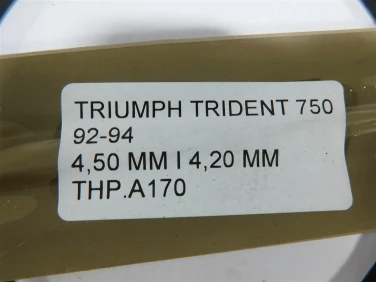 TRIUMPH TRIDENT 750
92-94
4,50 MM I 4,20 MM
THP.A170